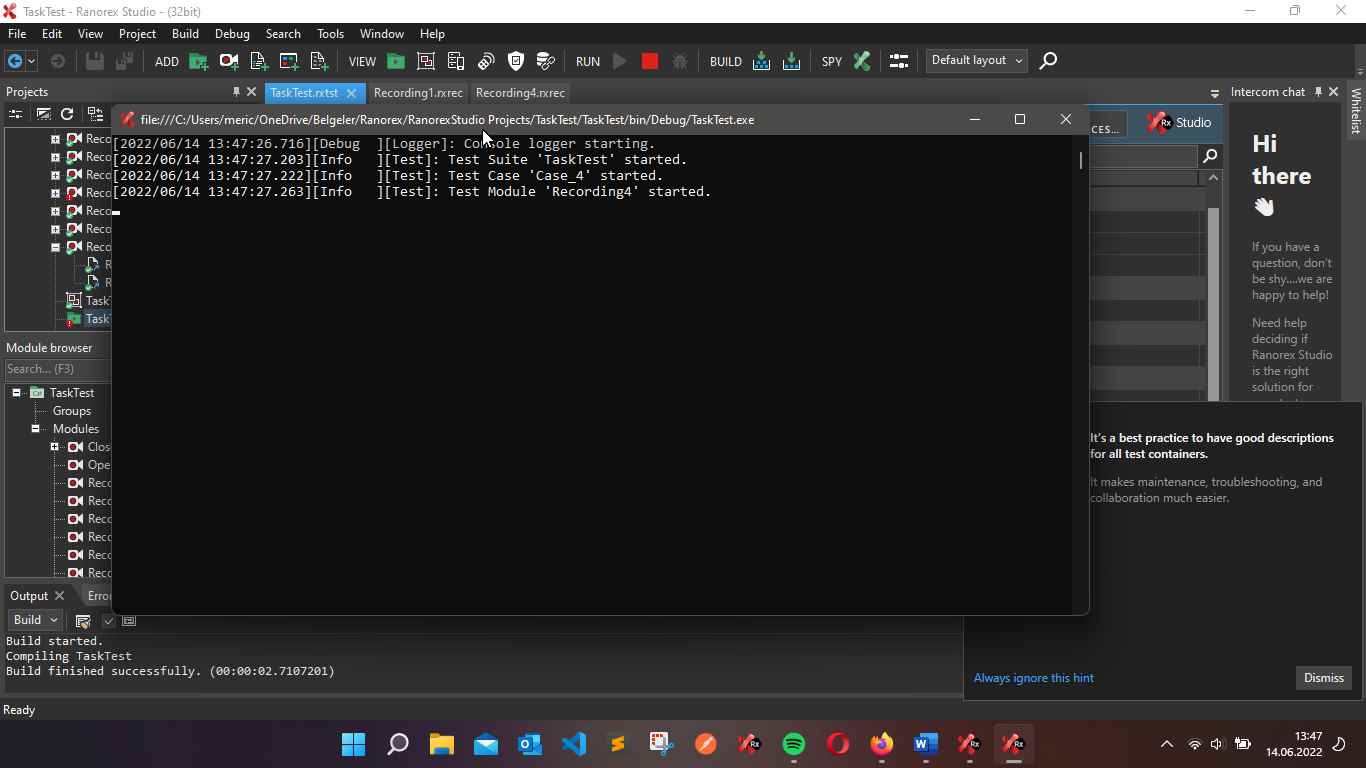 TaskTest - Ranorex Studio - (32bit)
File Edit View Project Build Debug Search Tools Window Help
ADD VIEW RUN BUILD SPY Default layout
Projects
TaskTest.rxtst Recording1.rxrec Recording4.rxrec
Intercom chat
Whitelist
file:///C:/Users/meric/OneDrive/Belgeler/Ranorex/RanorexStudio Projects/TaskTest/TaskTest/bin/Debug/TaskTest.exe
CES...
Rx Studio
[2022/06/14 13:47:26.716][Debug  ][Logger]: Console logger starting.
[2022/06/14 13:47:27.203][Info   ][Test]: Test Suite 'TaskTest' started.
[2022/06/14 13:47:27.222][Info   ][Test]: Test Case 'Case_4' started.
[2022/06/14 13:47:27.263][Info   ][Test]: Test Module 'Recording4' started.
Reco
Reco
Reco
Reco
Reco
Reco
Reco
R
R
TaskT
TaskT
Hi
there
If you have a
question, don't
be shy....we are
happy to help!
Need help
deciding if
Ranorex Studio
is the right
solution for
Module browser
Search... (F3)
TaskTest
Groups
Modules
Clos
Ope
Reco
Reco
Reco
Reco
Reco
Reco
It's a best practice to have good descriptions
for all test containers.
It makes maintenance, troubleshooting, and
collaboration much easier.
Always ignore this hint
Dismiss
Output Error
Build
Build started.
Compiling TaskTest
Build finished successfully. (00:00:02.7107201)
Ready
13:47
14.06.2022